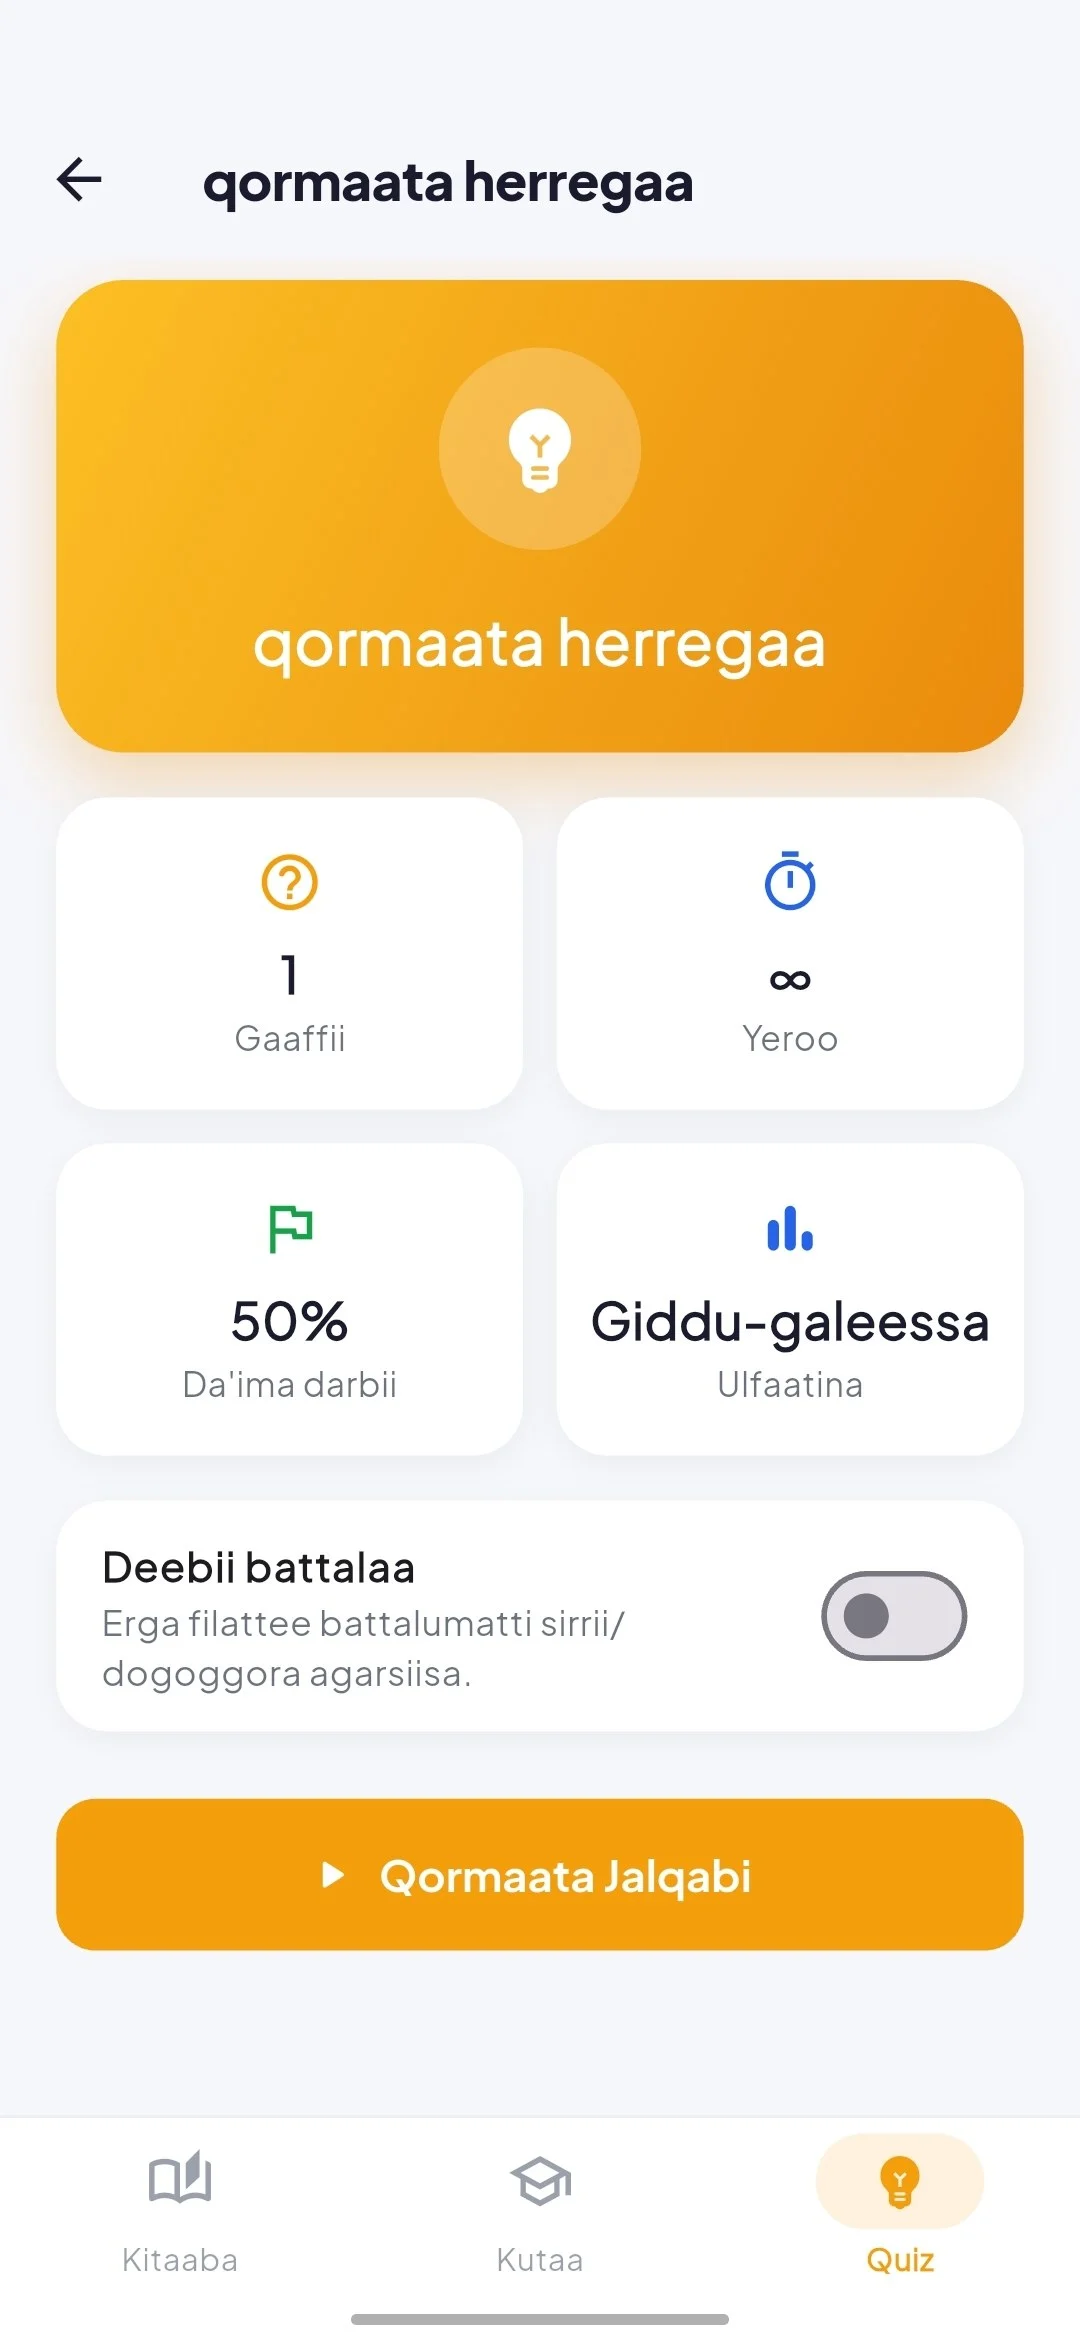 qormaata herregaa
qormaata herregaa
1
Gaaffii
∞
Yeroo
50%
Da'ima darbii
Giddu-galeessa
Ulfaatina
Deebii battalaa
Erga filattee battalumatti sirrii/
dogoggora agarsiisa.
Qormaata Jalqabi
Kitaaba
Kutaa
Quiz